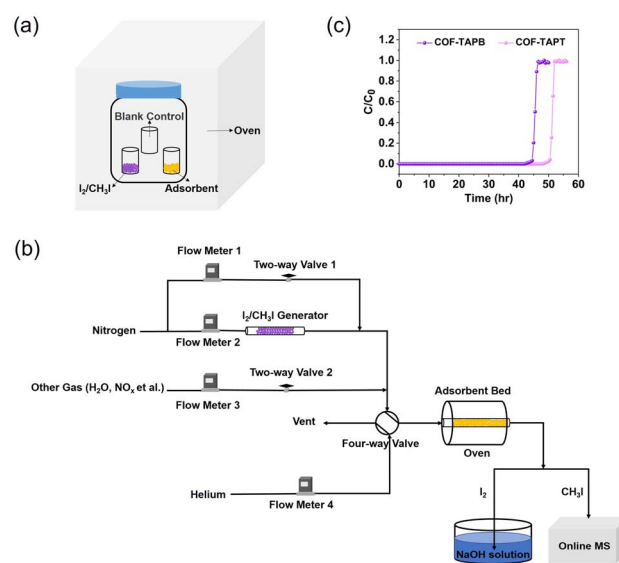 (a)
Blank Control
Oven
I₂/CH₃I
Adsorbent
(c)
COF-TAPB
COF-TAPT
C/C₀
1.2
1.0
0.8
0.6
0.4
0.2
0.0
0 10 20 30 40 50 60
Time (hr)
(b)
Flow Meter 1
Two-way Valve 1
I₂/CH₃I Generator
Nitrogen
Flow Meter 2
Two-way Valve 2
Other Gas (H₂O, NOₓ et al.)
Flow Meter 3
Adsorbent Bed
Vent
Four-way Valve
Oven
Helium
Flow Meter 4
I₂
CH₃I
NaOH solution
Online MS